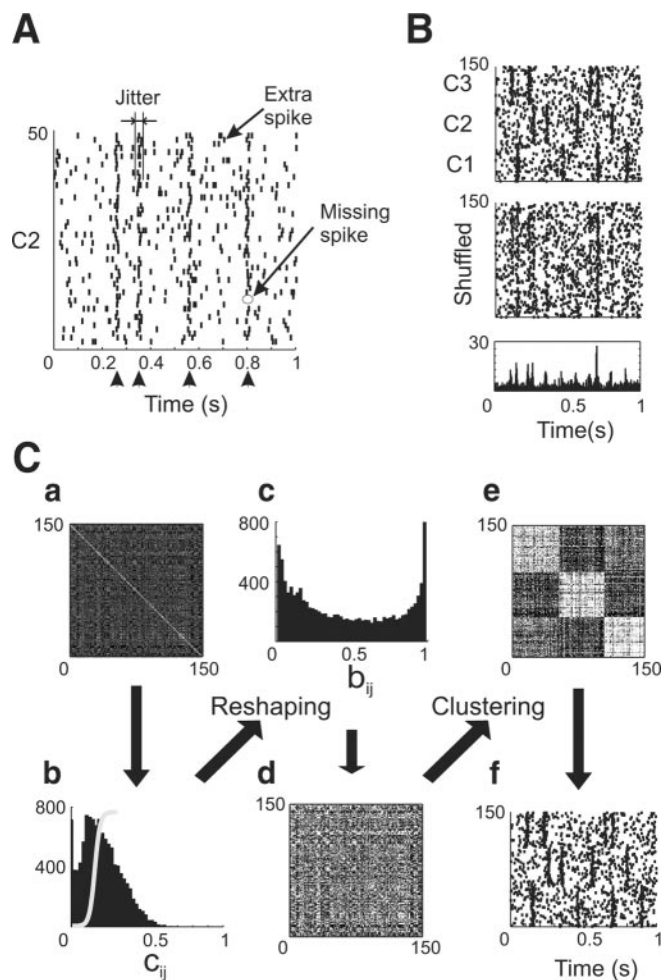 A
Jitter
Extra
spike
50
C2
Missing
spike
0 0.2 0.4 0.6 0.8 1
Time (s)
B
150
C3
C2
C1
150
Shuffled
30
0 0.5 1
Time(s)
C
a
150
0 150
c
800
400
0 0.5 1
bij
e
150
0 150
Reshaping
Clustering
b
800
400
0 0.5 1
Cij
d
150
0 150
f
150
0 0.5 1
Time (s)